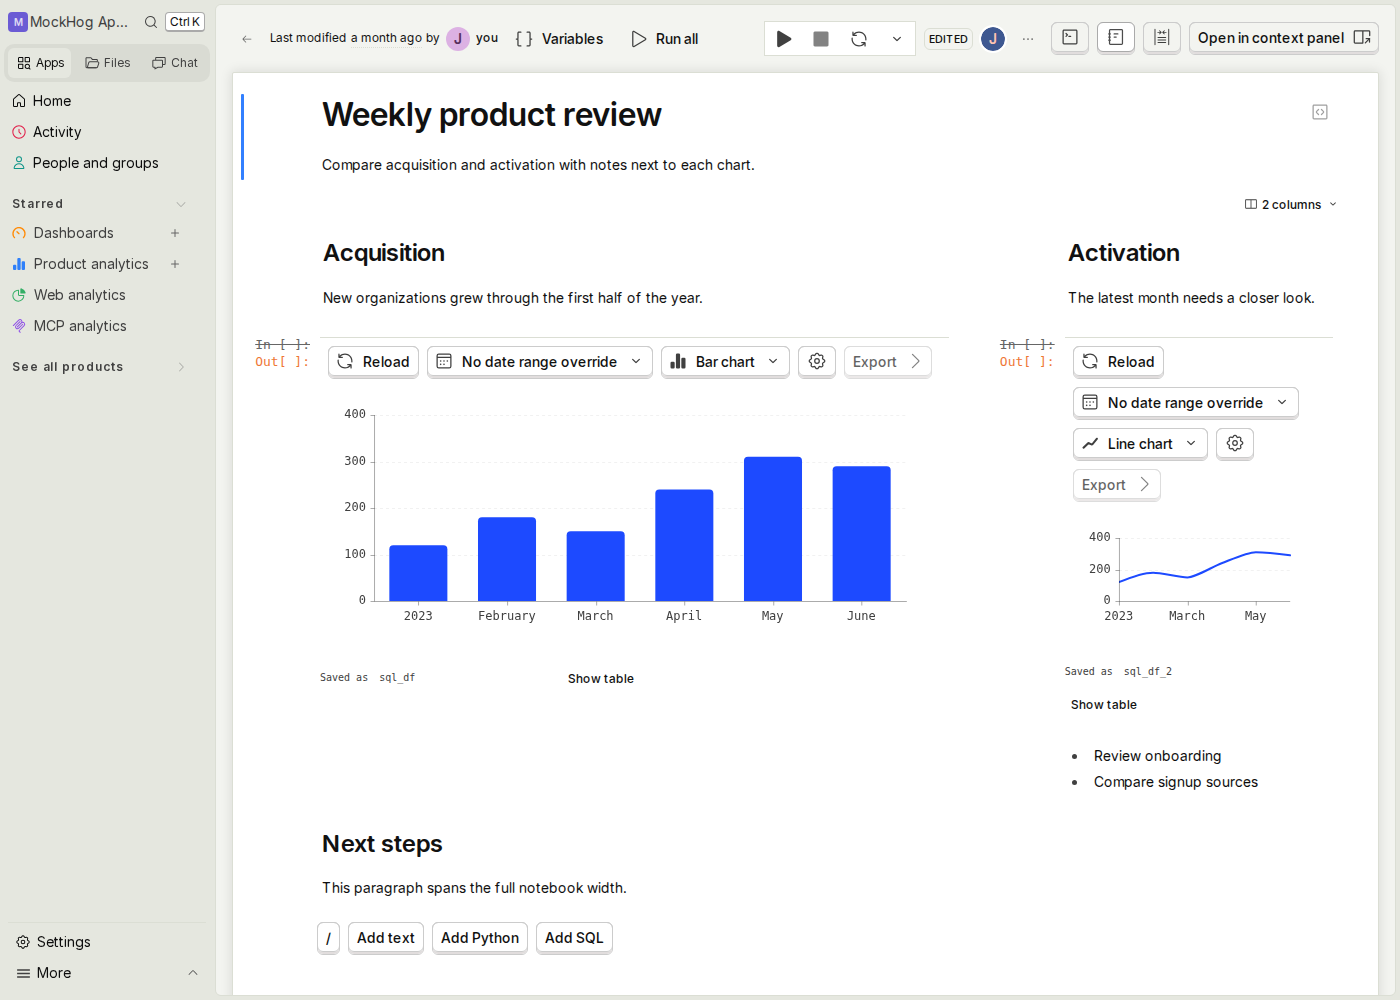 M MockHog Ap... Ctrl K
Apps Files Chat
Home
Activity
People and groups
Starred
Dashboards
Product analytics
Web analytics
MCP analytics
See all products
Settings
More
Last modified a month ago by J you Variables Run all EDITED J Open in context panel
Weekly product review
Compare acquisition and activation with notes next to each chart.
2 columns
Acquisition
New organizations grew through the first half of the year.
In [ ]:
Out[ ]:
Reload No date range override Bar chart Export
400
300
200
100
0
2023 February March April May June
Saved as sql_df Show table
Activation
The latest month needs a closer look.
In [ ]:
Out[ ]:
Reload
No date range override
Line chart
Export
400
200
0
2023 March May
Saved as sql_df_2
Show table
• Review onboarding
• Compare signup sources
Next steps
This paragraph spans the full notebook width.
/ Add text Add Python Add SQL